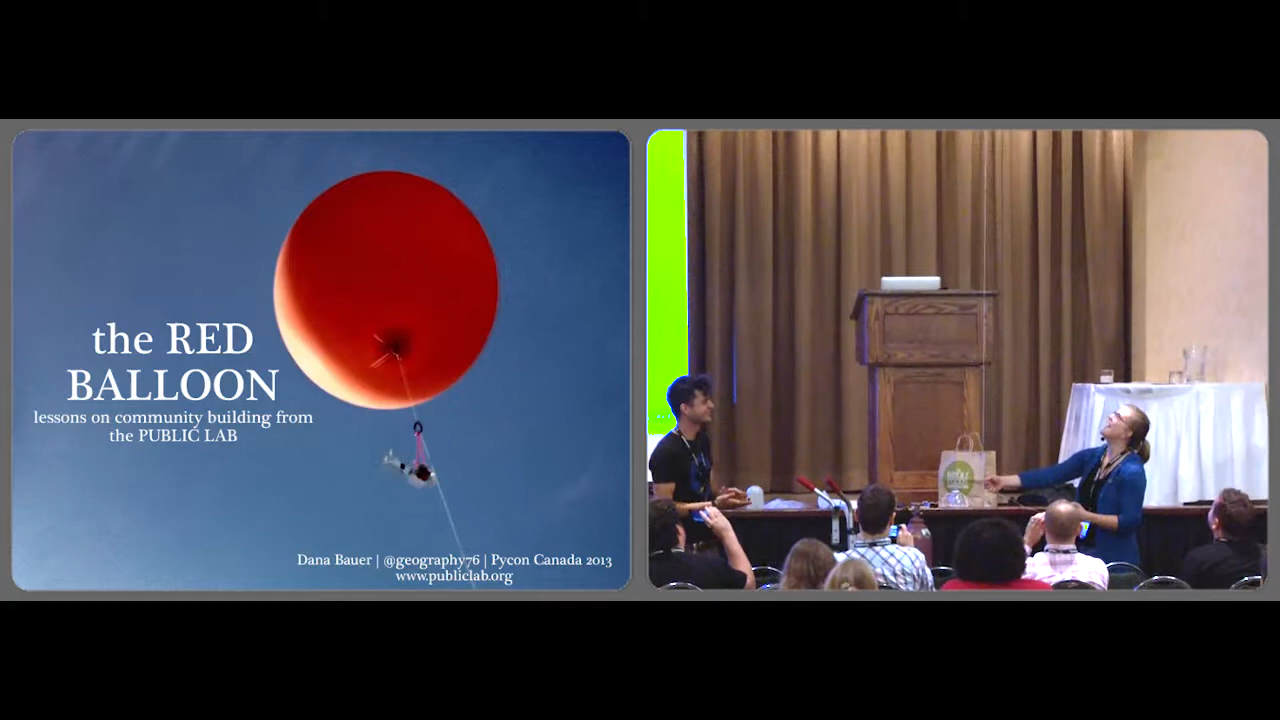 the RED
BALLOON
lessons on community building from
the PUBLIC LAB
Dana Bauer | @geography76 | Pycon Canada 2013
www.publiclab.org